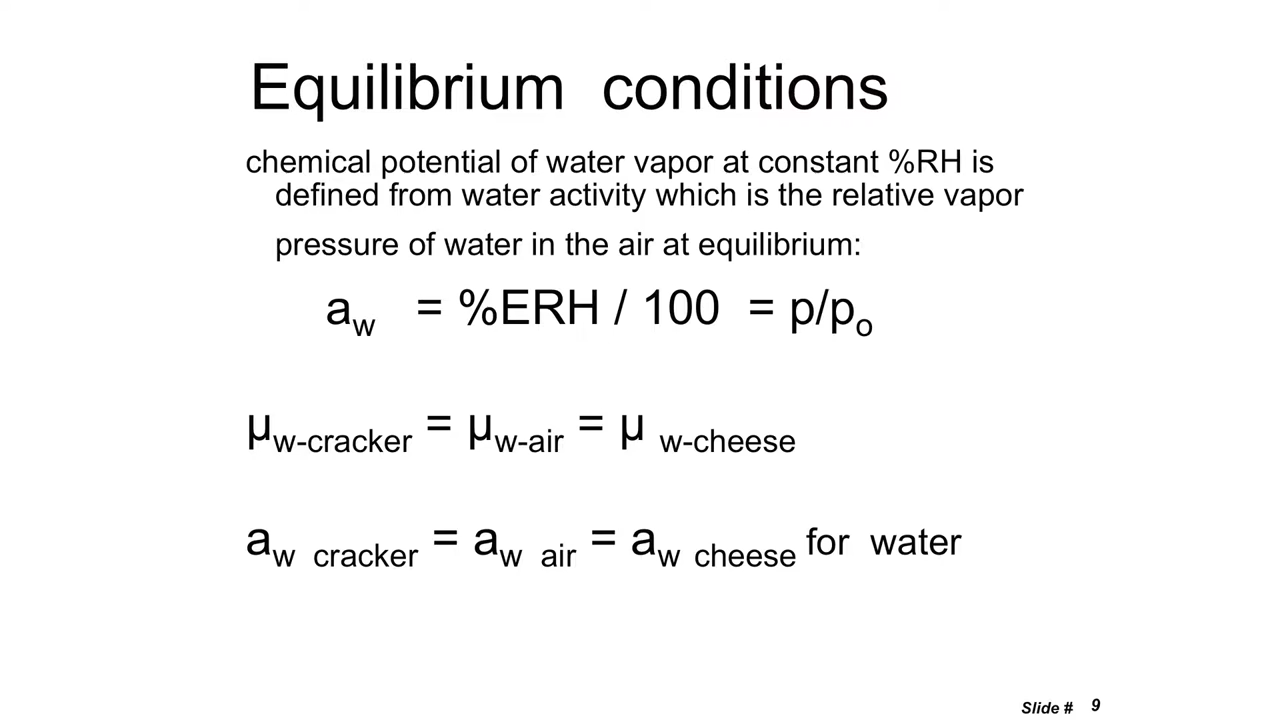 Equilibrium conditions
chemical potential of water vapor at constant %RH is
defined from water activity which is the relative vapor
pressure of water in the air at equilibrium:
aw = %ERH / 100 = p/po
µw-cracker = µw-air = µ w-cheese
aw cracker = aw air = aw cheese for water
Slide # 9